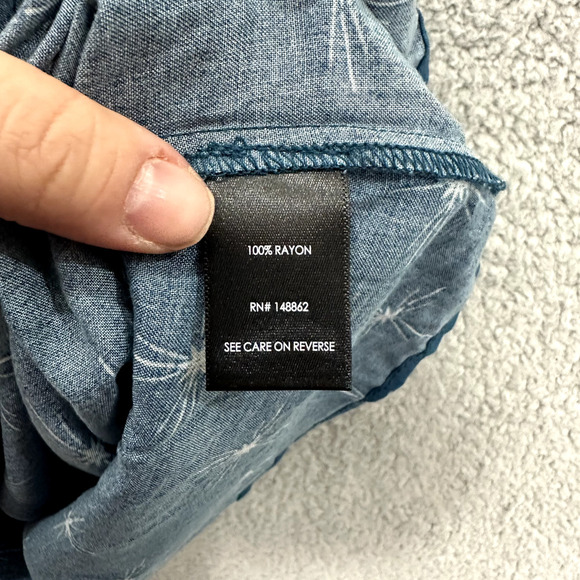 100% RAYON
RN# 148862
SEE CARE ON REVERSE